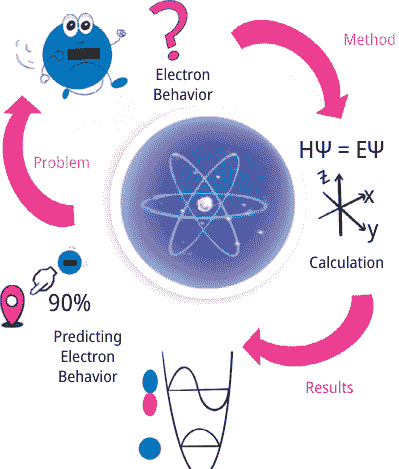 Method
Electron
Behavior
HΨ = EΨ
z
x
y
Problem
Calculation
90%
Predicting
Electron
Behavior
Results